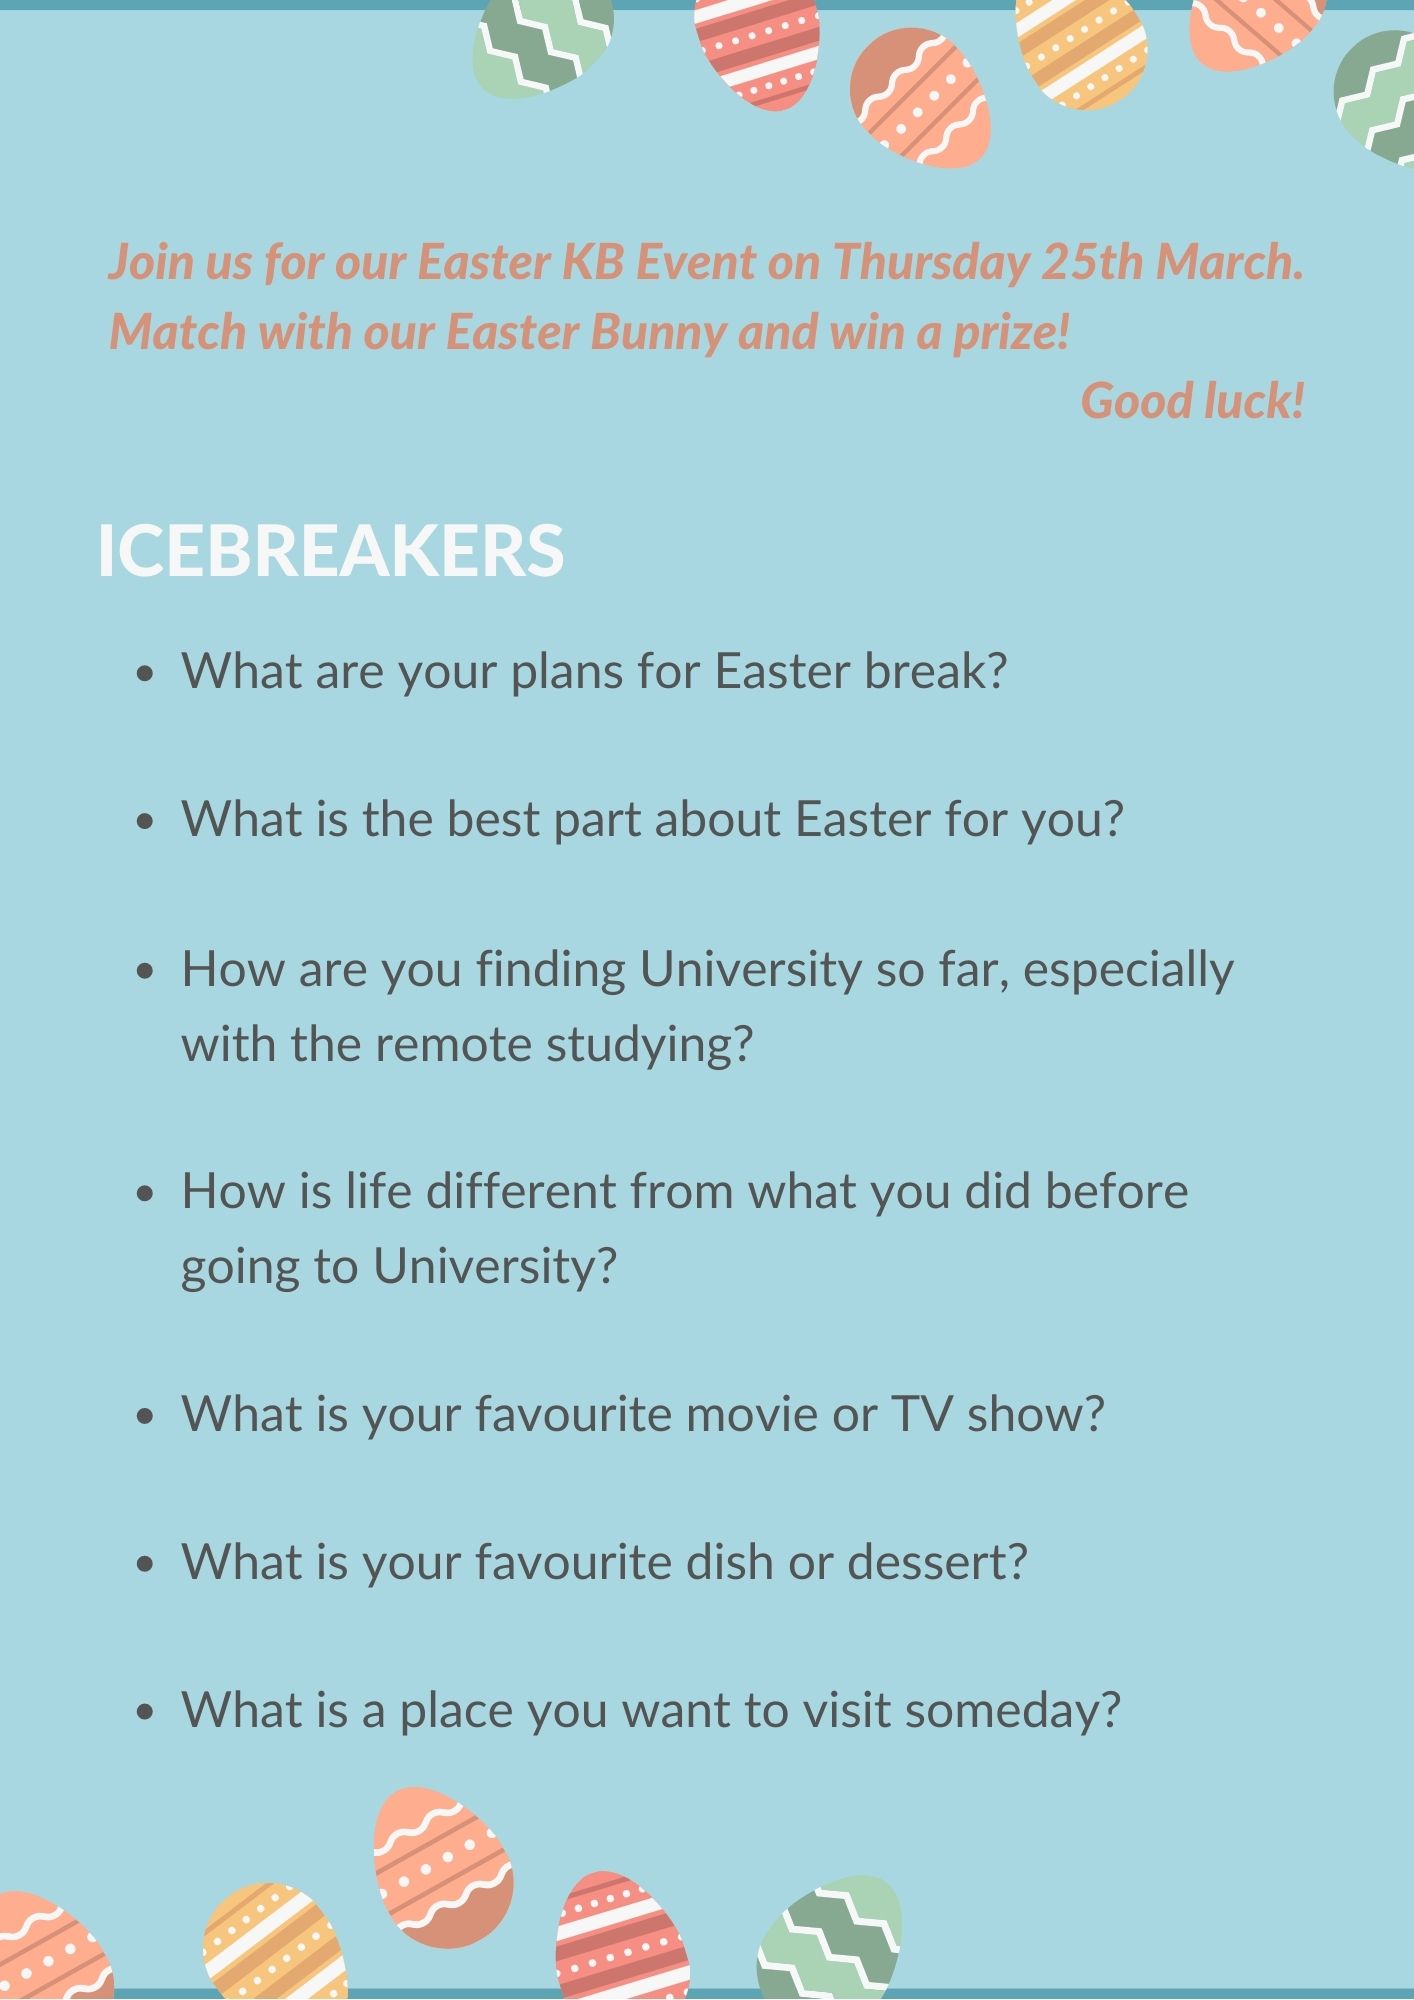 Join us for our Easter KB Event on Thursday 25th March.
Match with our Easter Bunny and win a prize!
Good luck!
ICEBREAKERS
• What are your plans for Easter break?
• What is the best part about Easter for you?
• How are you finding University so far, especially
with the remote studying?
• How is life different from what you did before
going to University?
• What is your favourite movie or TV show?
• What is your favourite dish or dessert?
• What is a place you want to visit someday?